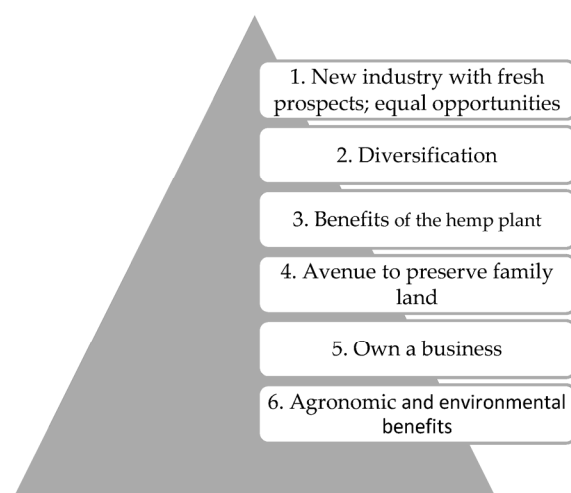 1. New industry with fresh
prospects; equal opportunities
2. Diversification
3. Benefits of the hemp plant
4. Avenue to preserve family
land
5. Own a business
6. Agronomic and environmental
benefits